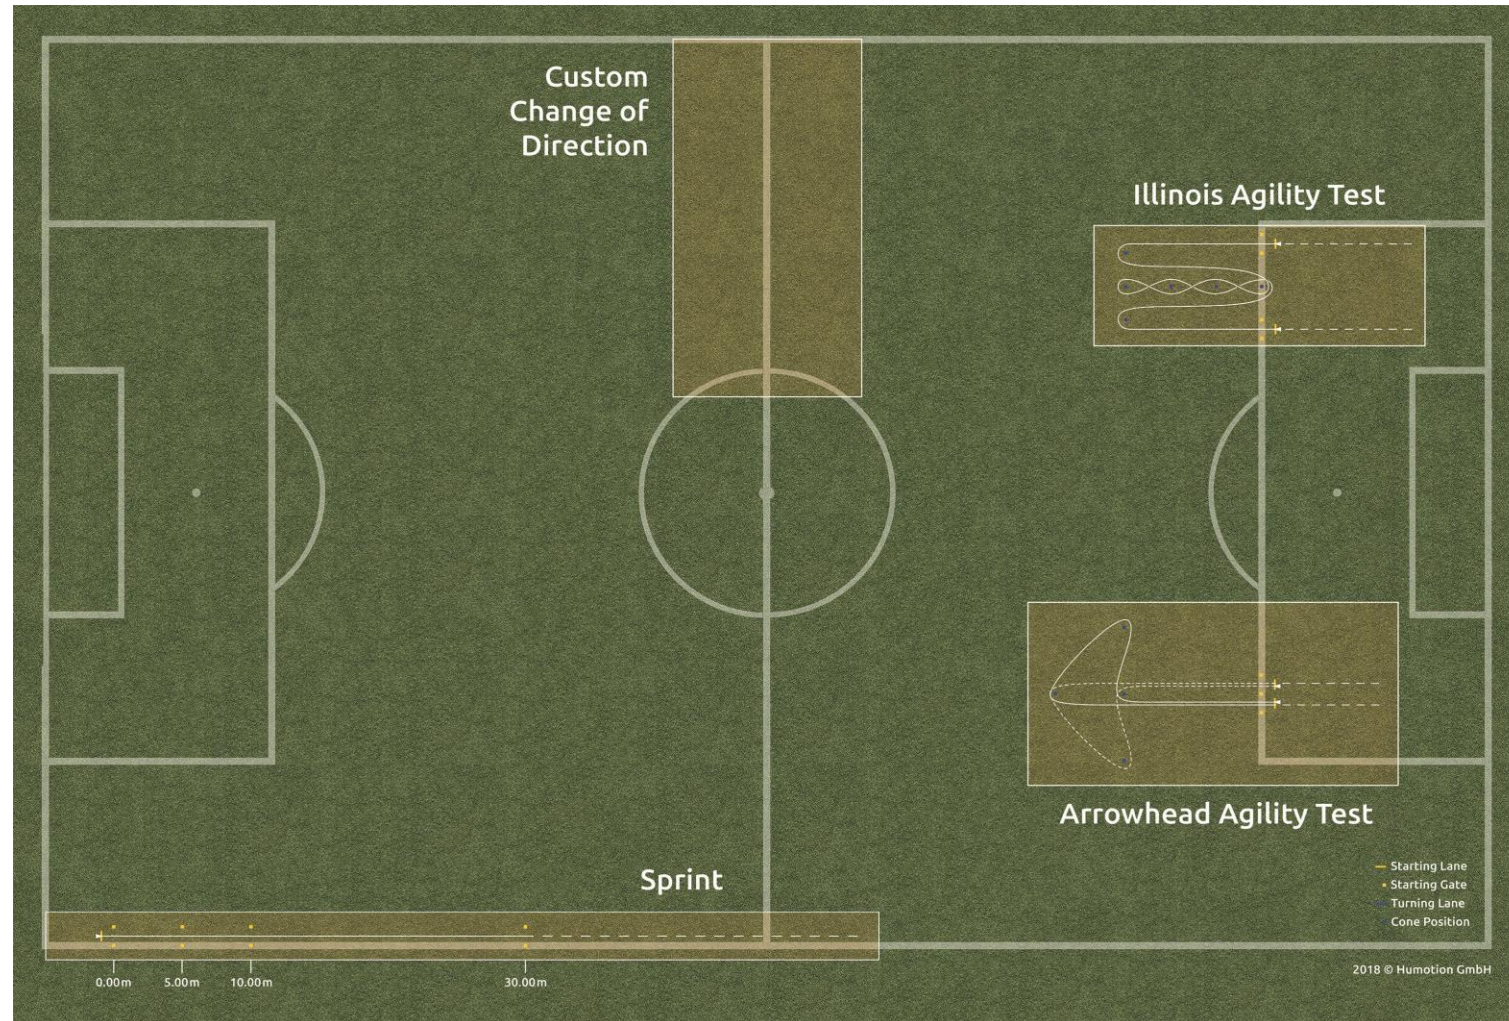 Custom
Change of
Direction
Illinois Agility Test
Arrowhead Agility Test
Sprint
Starting Lane
Starting Gate
Turning Lane
Cone Position
0.00m 5.00m 10.00m 30.00m
2018 © Humotion GmbH